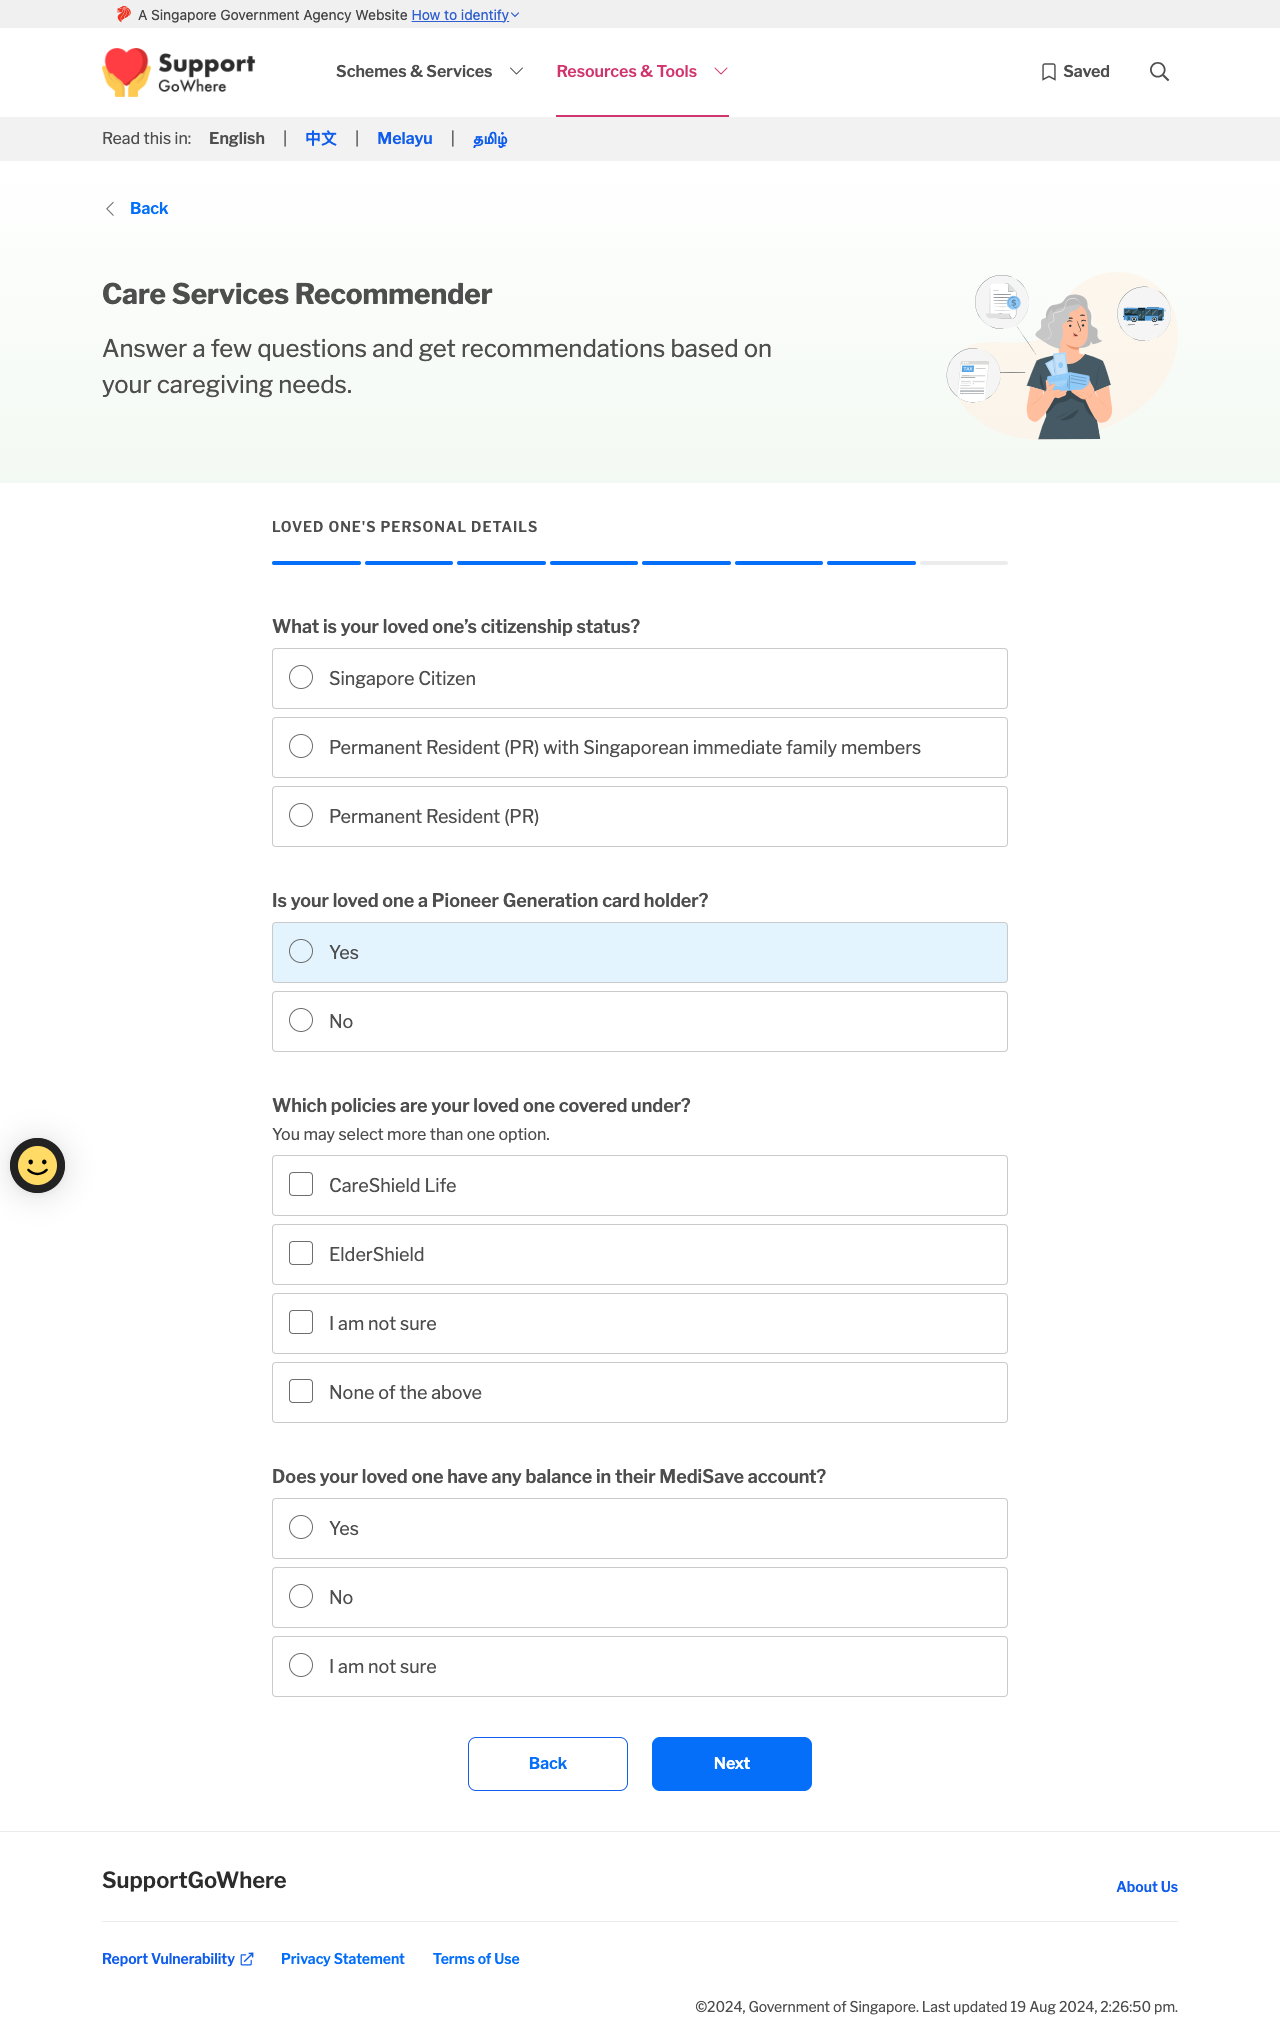 A Singapore Government Agency Website How to identify
Support
GoWhere
Schemes & Services
Resources & Tools
Saved
Read this in: English | 中文 | Melayu | தமிழ்
Back
Care Services Recommender
Answer a few questions and get recommendations based on
your caregiving needs.
LOVED ONE'S PERSONAL DETAILS
What is your loved one’s citizenship status?
Singapore Citizen
Permanent Resident (PR) with Singaporean immediate family members
Permanent Resident (PR)
Is your loved one a Pioneer Generation card holder?
Yes
No
Which policies are your loved one covered under?
You may select more than one option.
CareShield Life
ElderShield
I am not sure
None of the above
Does your loved one have any balance in their MediSave account?
Yes
No
I am not sure
Back
Next
SupportGoWhere
About Us
Report Vulnerability
Privacy Statement
Terms of Use
©2024, Government of Singapore. Last updated 19 Aug 2024, 2:26:50 pm.